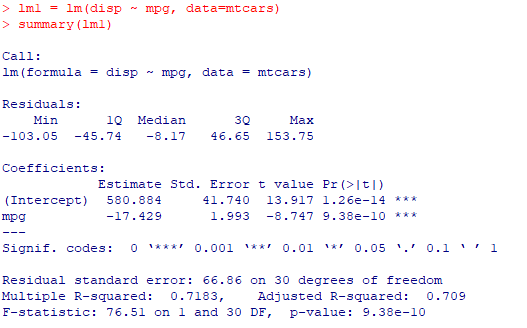 > lm1 = lm(disp ~ mpg, data=mtcars)
> summary(lm1)
Call:
lm(formula = disp ~ mpg, data = mtcars)
Residuals:
    Min      1Q  Median      3Q     Max
-103.05  -45.74   -8.17   46.65  153.75
Coefficients:
            Estimate Std. Error t value Pr(>|t|)
(Intercept)  580.884     41.740  13.917 1.26e-14 ***
mpg          -17.429      1.993  -8.747 9.38e-10 ***
---
Signif. codes:  0 ‘***’ 0.001 ‘**’ 0.01 ‘*’ 0.05 ‘.’ 0.1 ‘ ’ 1
Residual standard error: 66.86 on 30 degrees of freedom
Multiple R-squared:  0.7183,    Adjusted R-squared:  0.709
F-statistic: 76.51 on 1 and 30 DF,  p-value: 9.38e-10